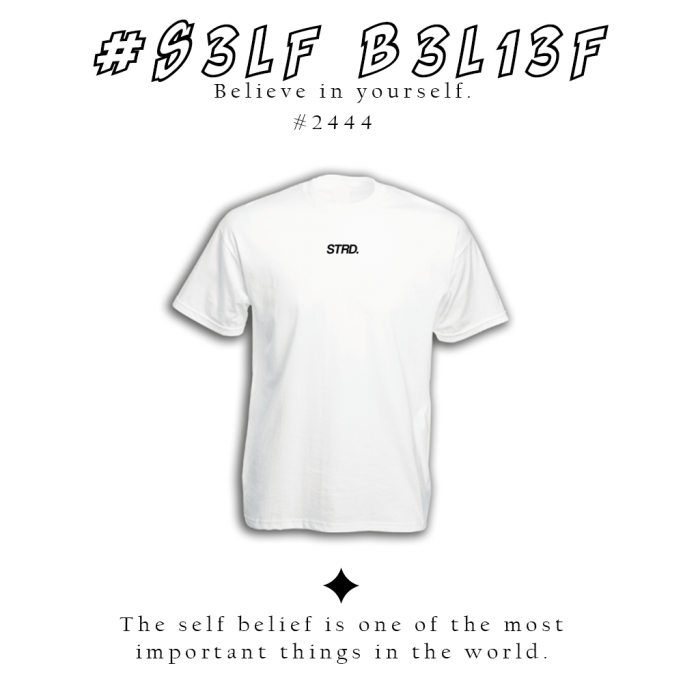 #S3LF B3L13F
Believe in yourself.
#2444
STRD.
The self belief is one of the most
important things in the world.